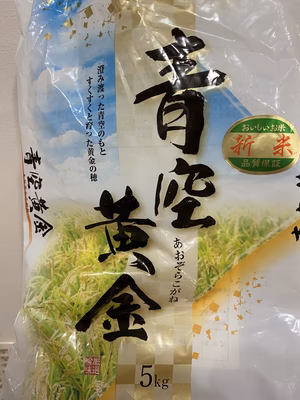 澄み渡った青空のもと
すくすくと育った黄金の穂
青空
黄金
あおぞらこがね
おいしいお米
新米
品質保証
青空黄金
5kg